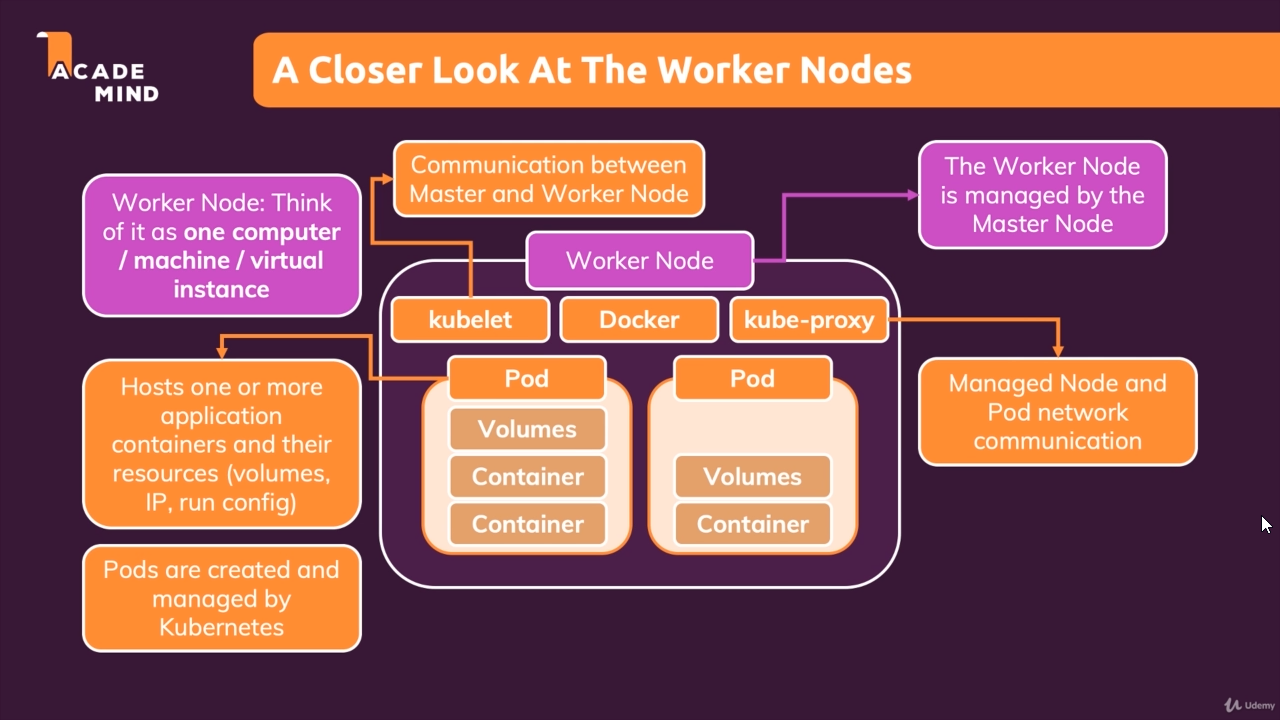 ACADE
MIND
A Closer Look At The Worker Nodes
Communication between
Master and Worker Node
The Worker Node
is managed by the
Master Node
Worker Node: Think
of it as one computer
/ machine / virtual
instance
Worker Node
kubelet
Docker
kube-proxy
Hosts one or more
application
containers and their
resources (volumes,
IP, run config)
Pod
Volumes
Container
Container
Pod
Volumes
Container
Managed Node and
Pod network
communication
Pods are created and
managed by
Kubernetes
Udemy